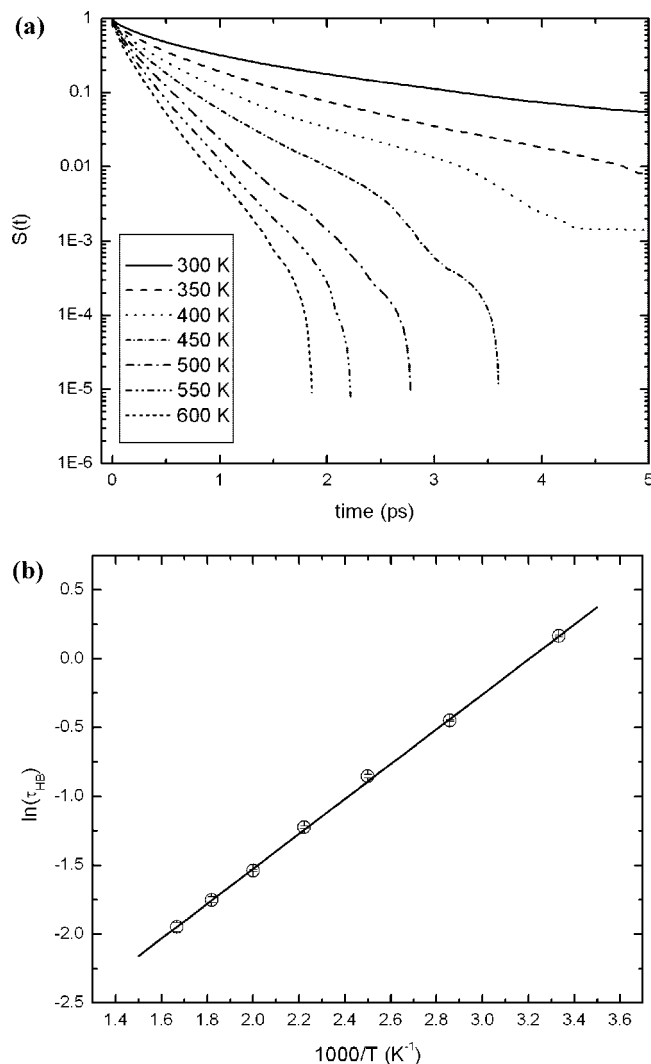 (a)
1
0.1
0.01
1E-3
1E-4
1E-5
1E-6
S(t)
300 K
350 K
400 K
450 K
500 K
550 K
600 K
0 1 2 3 4 5
time (ps)
(b)
0.5
0.0
-0.5
-1.0
-1.5
-2.0
-2.5
ln(τ_HB)
1.4 1.6 1.8 2.0 2.2 2.4 2.6 2.8 3.0 3.2 3.4 3.6
1000/T (K⁻¹)